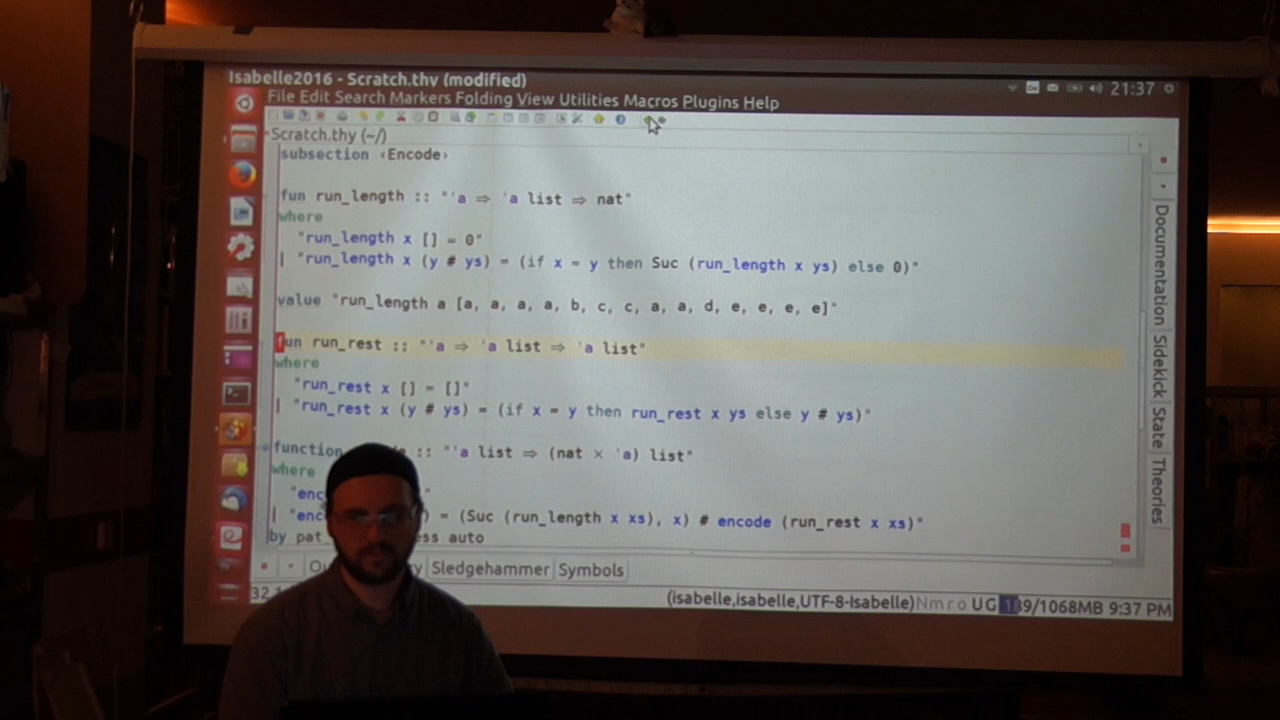 Isabelle2016 - Scratch.thy (modified)
21:37
File Edit Search Markers Folding View Utilities Macros Plugins Help
Scratch.thy (~/)
subsection ‹Encode›
fun run_length :: "'a ⇒ 'a list ⇒ nat"
where
"run_length x [] = 0"
| "run_length x (y # ys) = (if x = y then Suc (run_length x ys) else 0)"
value "run_length a [a, a, a, a, b, c, c, a, a, d, e, e, e, e]"
fun run_rest :: "'a ⇒ 'a list ⇒ 'a list"
where
"run_rest x [] = []"
| "run_rest x (y # ys) = (if x = y then run_rest x ys else y # ys)"
function :: "'a list ⇒ (nat × 'a) list"
where
"enc "
| "enc ) = (Suc (run_length x xs), x) # encode (run_rest x xs)"
by pat ss auto
Documentation
Sidekick
State
Theories
Sledgehammer
Symbols
(isabelle,isabelle,UTF-8-Isabelle) N m r o U G /1068MB 9:37 PM